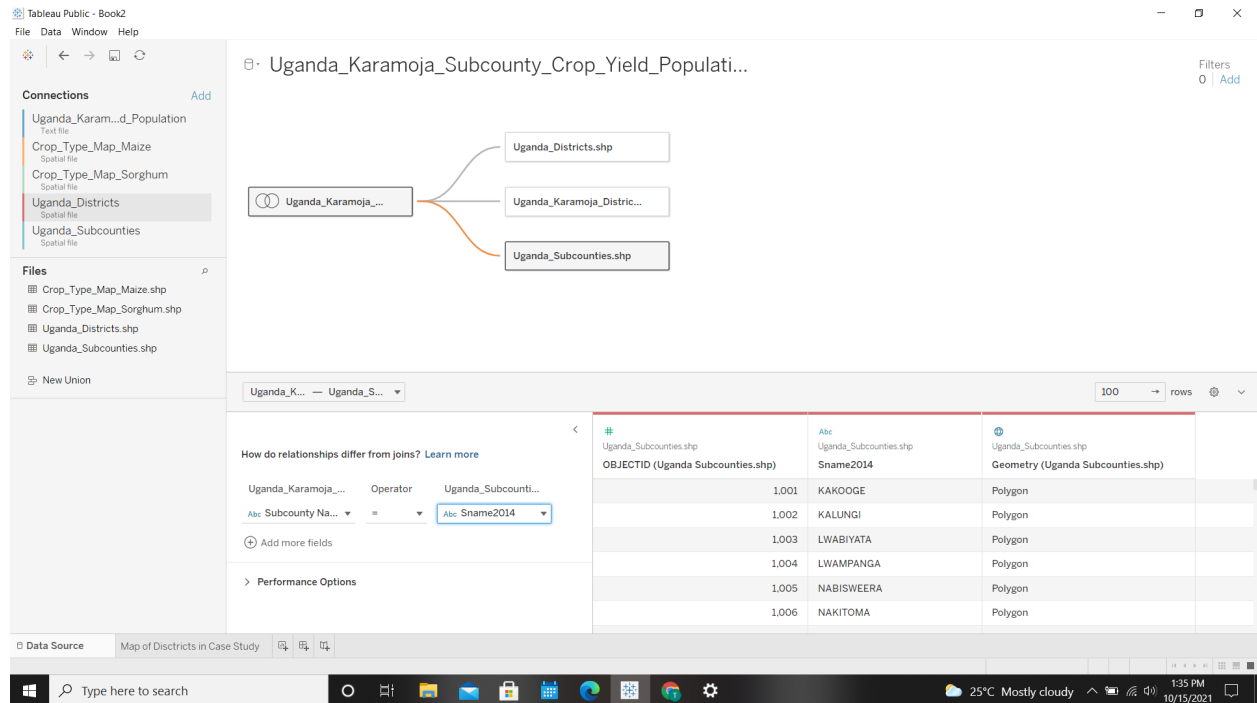 Tableau Public - Book2
File Data Window Help
Uganda_Karamoja_Subcounty_Crop_Yield_Populati...
Filters
0 Add
Connections Add
Uganda_Karam...d_Population
Text file
Crop_Type_Map_Maize
Spatial file
Crop_Type_Map_Sorghum
Spatial file
Uganda_Districts
Spatial file
Uganda_Subcounties
Spatial file
Files
Crop_Type_Map_Maize.shp
Crop_Type_Map_Sorghum.shp
Uganda_Districts.shp
Uganda_Subcounties.shp
New Union
Uganda_Karamoja_...
Uganda_Districts.shp
Uganda_Karamoja_Distric...
Uganda_Subcounties.shp
Uganda_K... — Uganda_S...
100 → rows
How do relationships differ from joins? Learn more
Uganda_Karamoja_... Operator Uganda_Subcounti...
Abc Subcounty Na... = Abc Sname2014
Add more fields
Performance Options
# Abc
Uganda_Subcounties.shp Uganda_Subcounties.shp Uganda_Subcounties.shp
OBJECTID (Uganda Subcounties.shp) Sname2014 Geometry (Uganda Subcounties.shp)
1,001 KAKOOGE Polygon
1,002 KALUNGI Polygon
1,003 LWABIYATA Polygon
1,004 LWAMPANGA Polygon
1,005 NABISWEERA Polygon
1,006 NAKITOMA Polygon
Data Source Map of Disctricts in Case Study
Type here to search
25°C Mostly cloudy
1:35 PM
10/15/2021